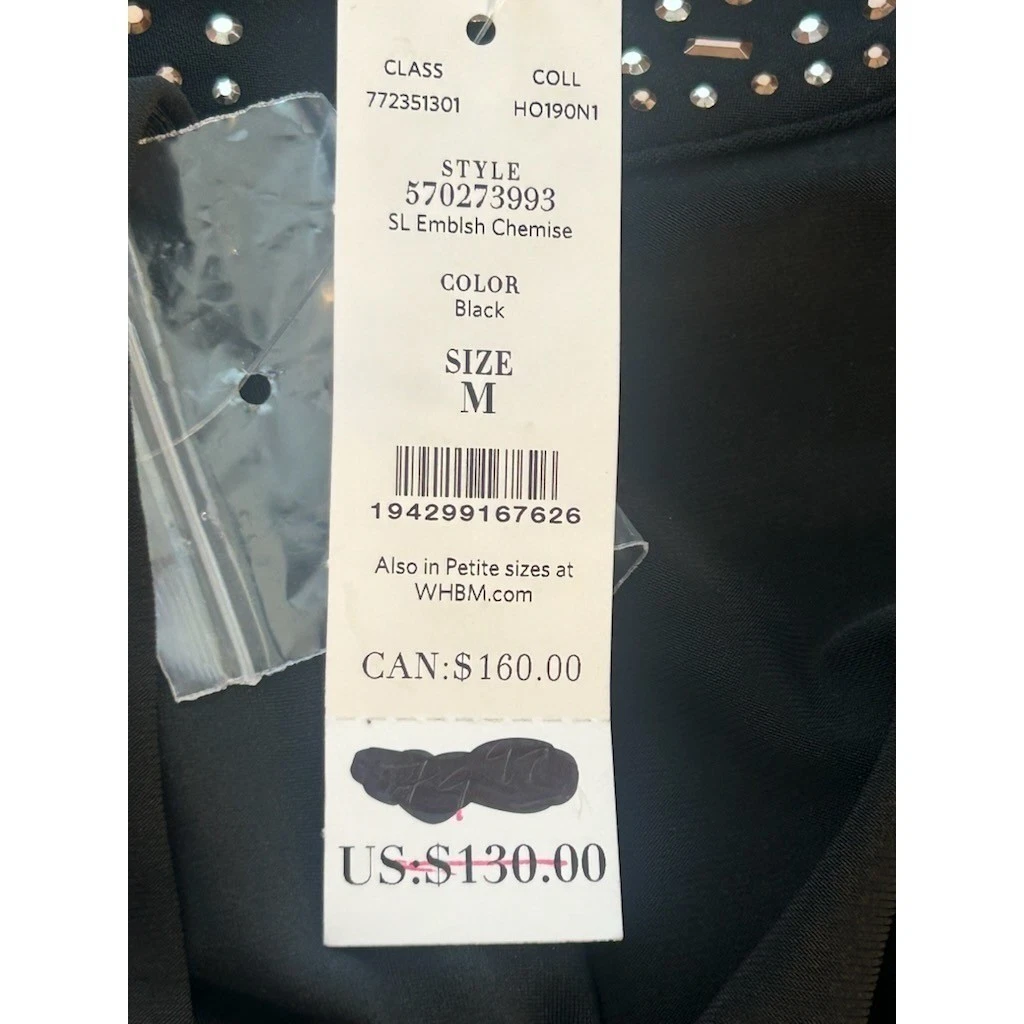 CLASS
772351301
COLL
HO190N1
STYLE
570273993
SL Emblsh Chemise
COLOR
Black
SIZE
M
194299167626
Also in Petite sizes at
WHBM.com
CAN:$160.00
US:$130.00